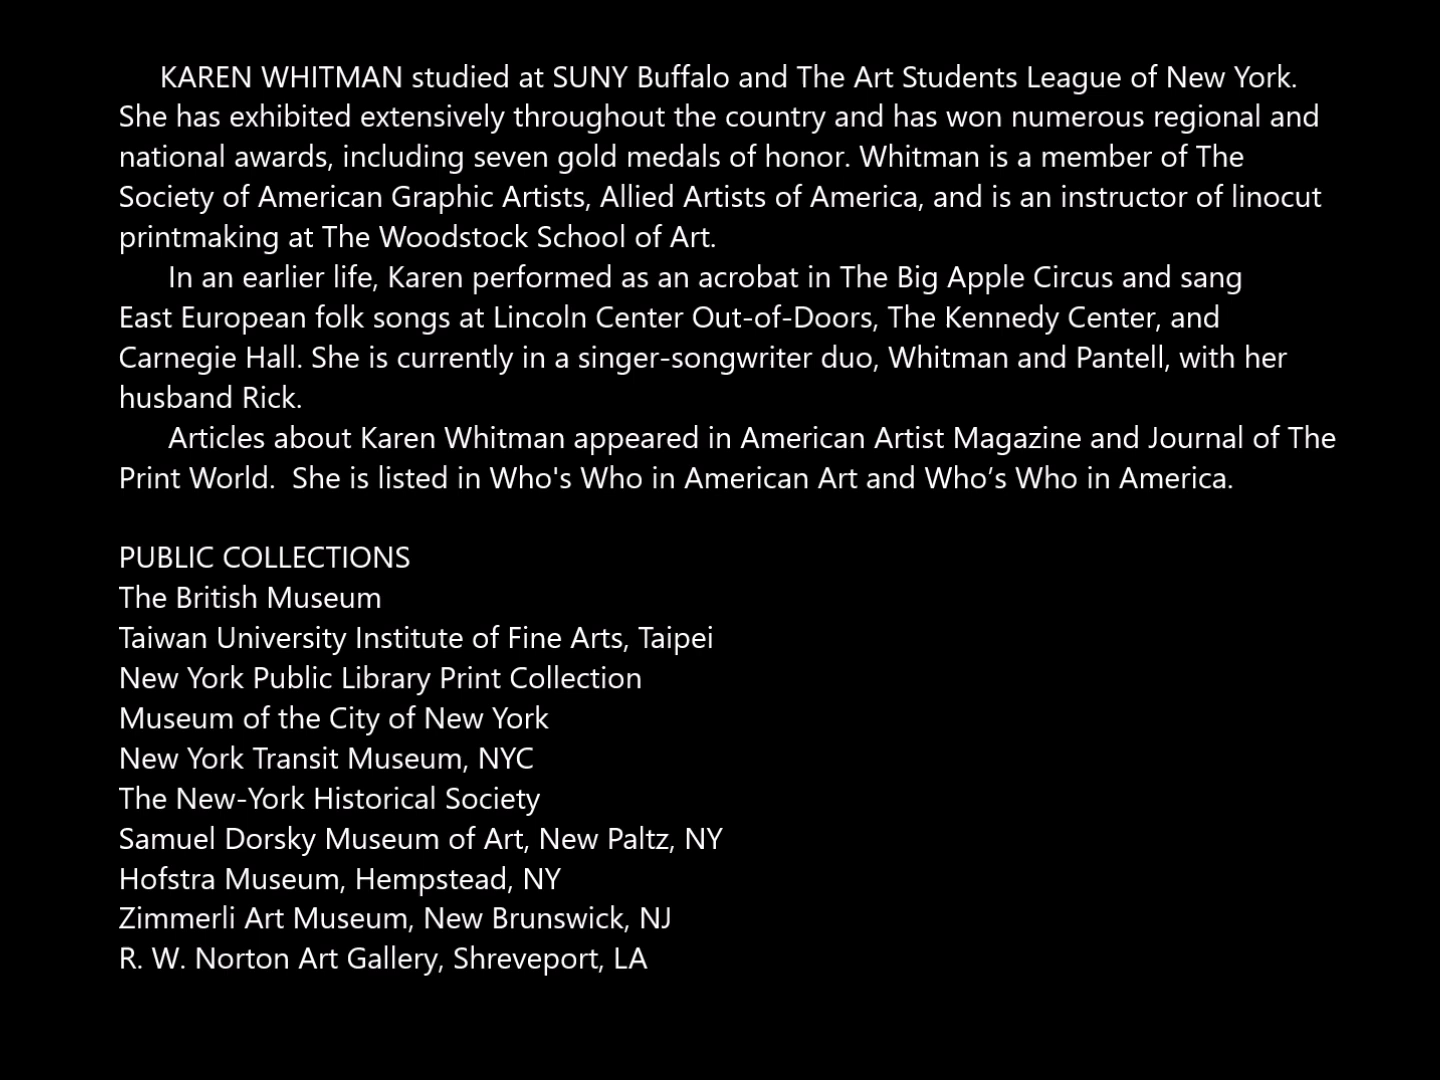 KAREN WHITMAN studied at SUNY Buffalo and The Art Students League of New York.
She has exhibited extensively throughout the country and has won numerous regional and
national awards, including seven gold medals of honor. Whitman is a member of The
Society of American Graphic Artists, Allied Artists of America, and is an instructor of linocut
printmaking at The Woodstock School of Art.
In an earlier life, Karen performed as an acrobat in The Big Apple Circus and sang
East European folk songs at Lincoln Center Out-of-Doors, The Kennedy Center, and
Carnegie Hall. She is currently in a singer-songwriter duo, Whitman and Pantell, with her
husband Rick.
Articles about Karen Whitman appeared in American Artist Magazine and Journal of The
Print World.  She is listed in Who's Who in American Art and Who’s Who in America.
PUBLIC COLLECTIONS
The British Museum
Taiwan University Institute of Fine Arts, Taipei
New York Public Library Print Collection
Museum of the City of New York
New York Transit Museum, NYC
The New-York Historical Society
Samuel Dorsky Museum of Art, New Paltz, NY
Hofstra Museum, Hempstead, NY
Zimmerli Art Museum, New Brunswick, NJ
R. W. Norton Art Gallery, Shreveport, LA